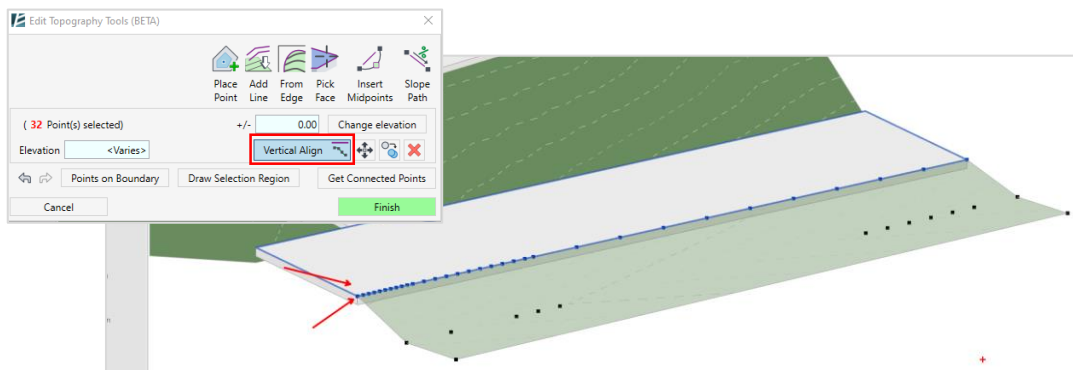 Edit Topography Tools (BETA)
Place Point
Add Line
From Edge
Pick Face
Insert Midpoints
Slope Path
( 32 Point(s) selected)
+/-
0.00
Change elevation
Elevation
<Varies>
Vertical Align
Points on Boundary
Draw Selection Region
Get Connected Points
Cancel
Finish